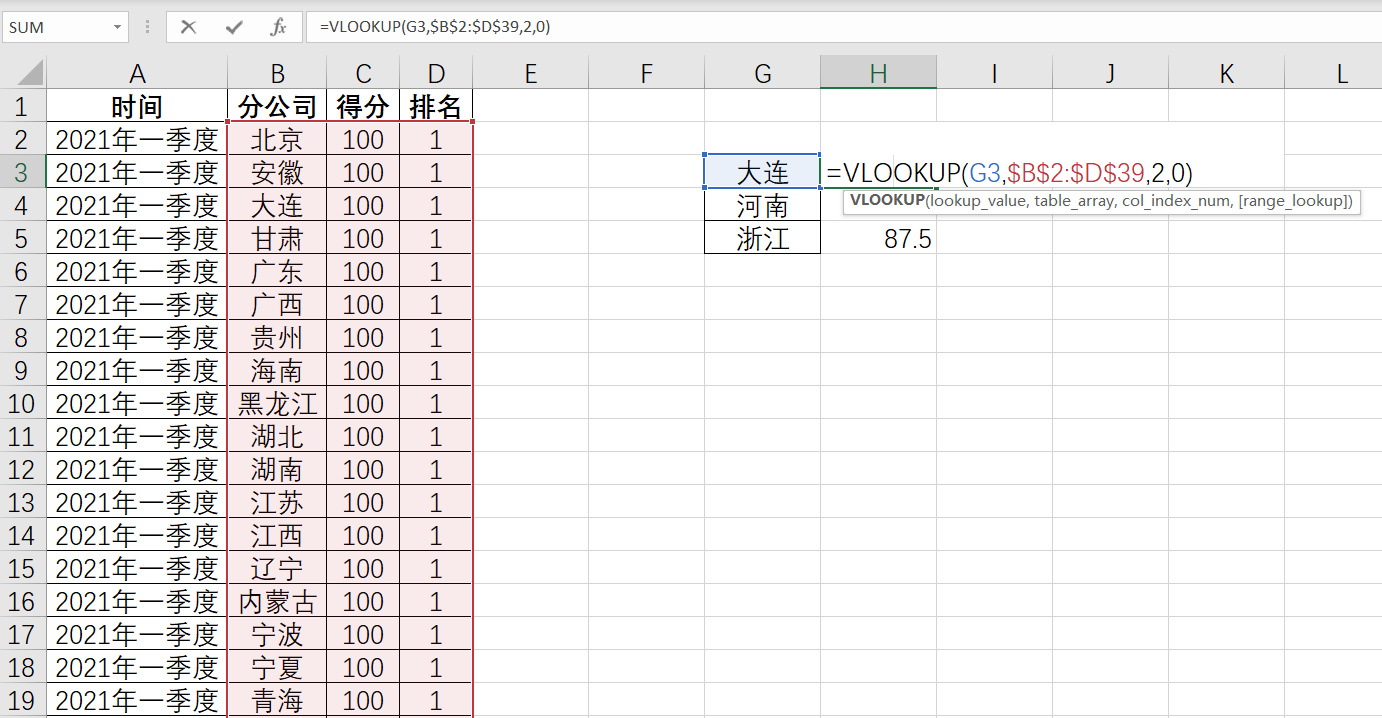 SUM
fx
=VLOOKUP(G3,$B$2:$D$39,2,0)
A B C D E F G H I J K L
1 时间 分公司 得分 排名
2 2021年一季度 北京 100 1
3 2021年一季度 安徽 100 1 大连 =VLOOKUP(G3,$B$2:$D$39,2,0)
4 2021年一季度 大连 100 1 河南 VLOOKUP(lookup_value, table_array, col_index_num, [range_lookup])
5 2021年一季度 甘肃 100 1 浙江 87.5
6 2021年一季度 广东 100 1
7 2021年一季度 广西 100 1
8 2021年一季度 贵州 100 1
9 2021年一季度 海南 100 1
10 2021年一季度 黑龙江 100 1
11 2021年一季度 湖北 100 1
12 2021年一季度 湖南 100 1
13 2021年一季度 江苏 100 1
14 2021年一季度 江西 100 1
15 2021年一季度 辽宁 100 1
16 2021年一季度 内蒙古 100 1
17 2021年一季度 宁波 100 1
18 2021年一季度 宁夏 100 1
19 2021年一季度 青海 100 1